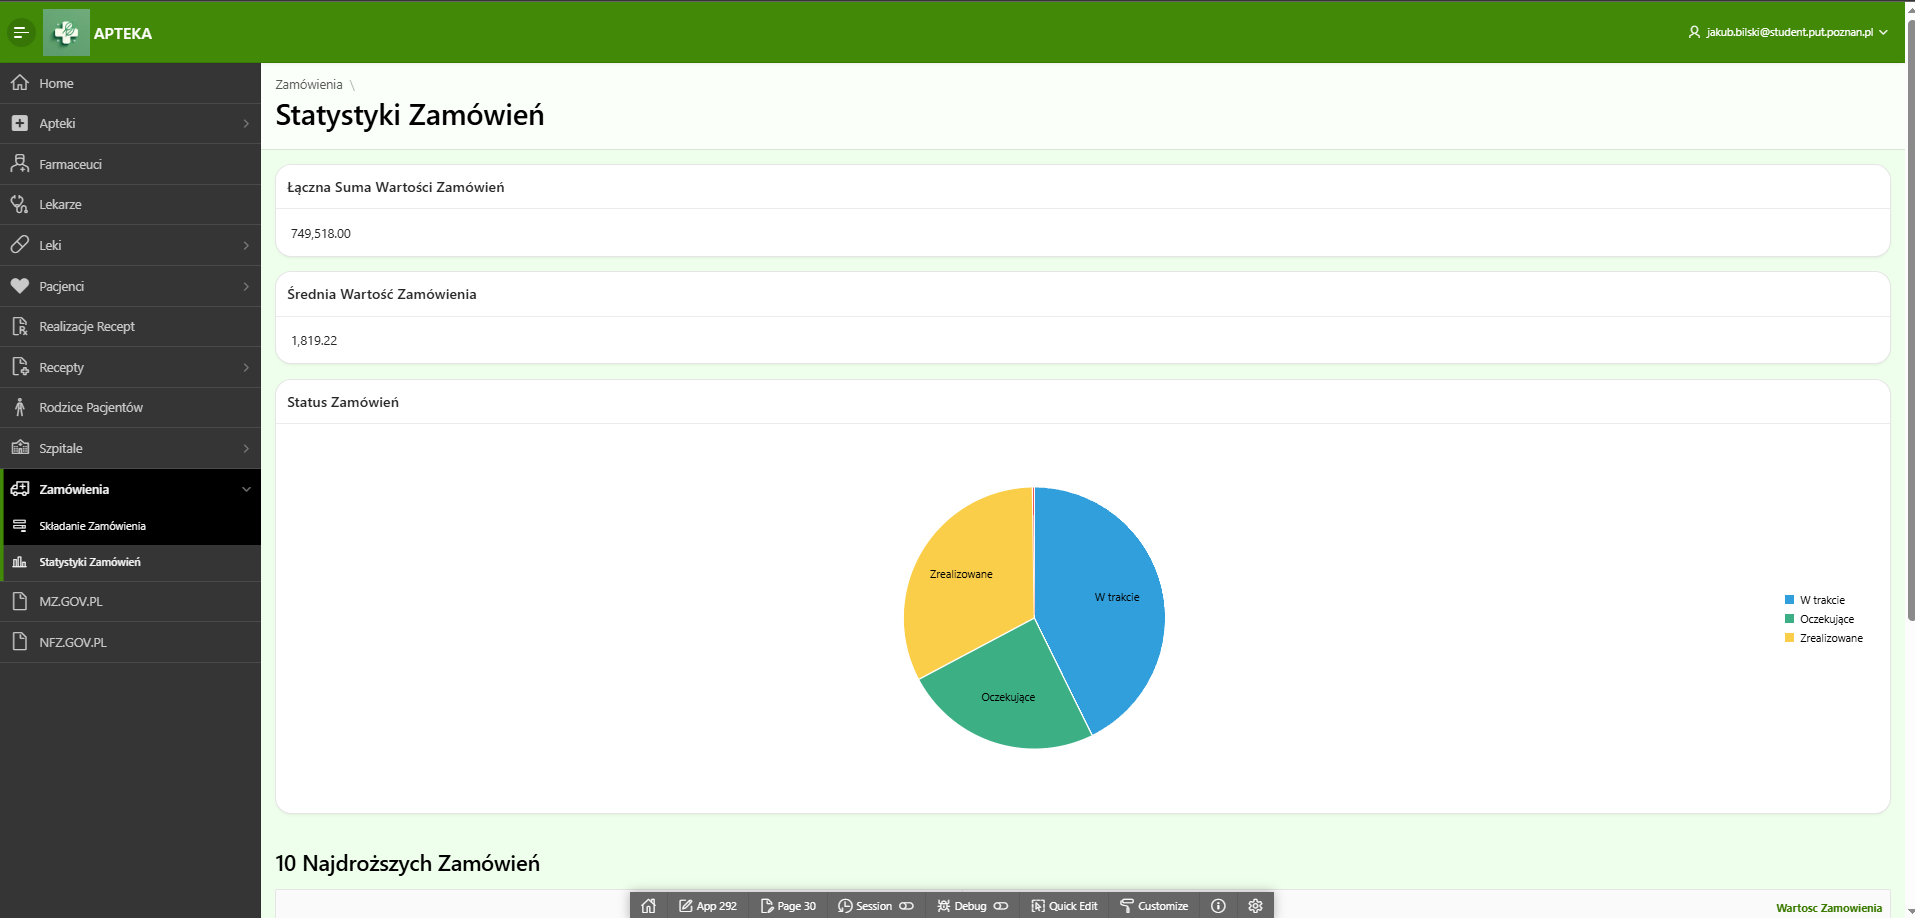 APTEKA
jakub.bilski@student.put.poznan.pl
Home
Apteki
Farmaceuci
Lekarze
Leki
Pacjenci
Realizacje Recept
Recepty
Rodzice Pacjentów
Szpitale
Zamówienia
Składanie Zamówienia
Statystyki Zamówień
MZ.GOV.PL
NFZ.GOV.PL
Zamówienia \
Statystyki Zamówień
Łączna Suma Wartości Zamówień
749,518.00
Średnia Wartość Zamówienia
1,819.22
Status Zamówień
Zrealizowane
W trakcie
Oczekujące
W trakcie
Oczekujące
Zrealizowane
10 Najdroższych Zamówień
Wartosc Zamowienia
App 292 Page 30 Session Debug Quick Edit Customize